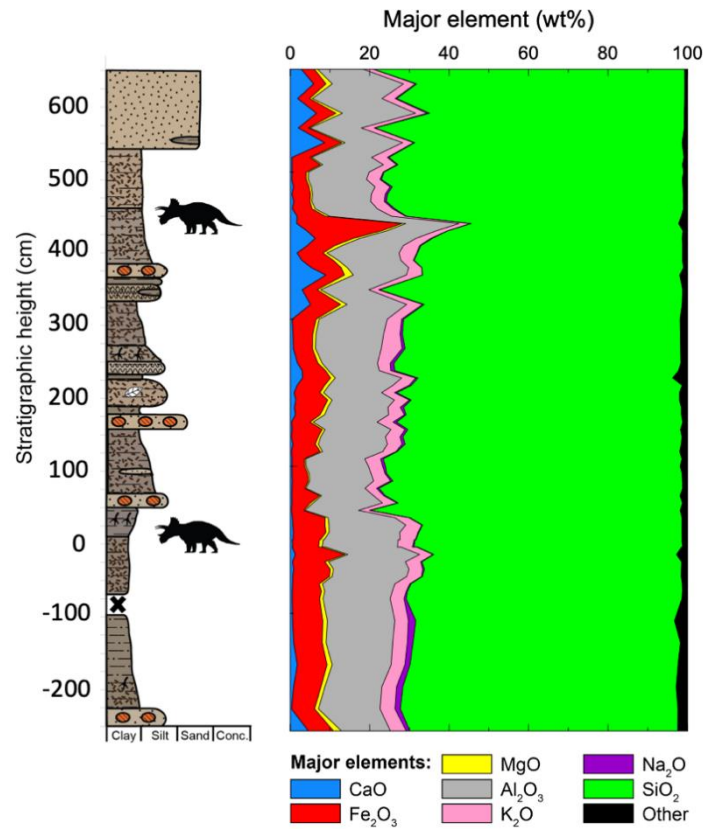 Major element (wt%)
0 20 40 60 80 100
Stratigraphic height (cm)
600
500
400
300
200
100
0
-100
-200
Clay Silt Sand Conc.
Major elements:
CaO
Fe₂O₃
MgO
Al₂O₃
K₂O
Na₂O
SiO₂
Other